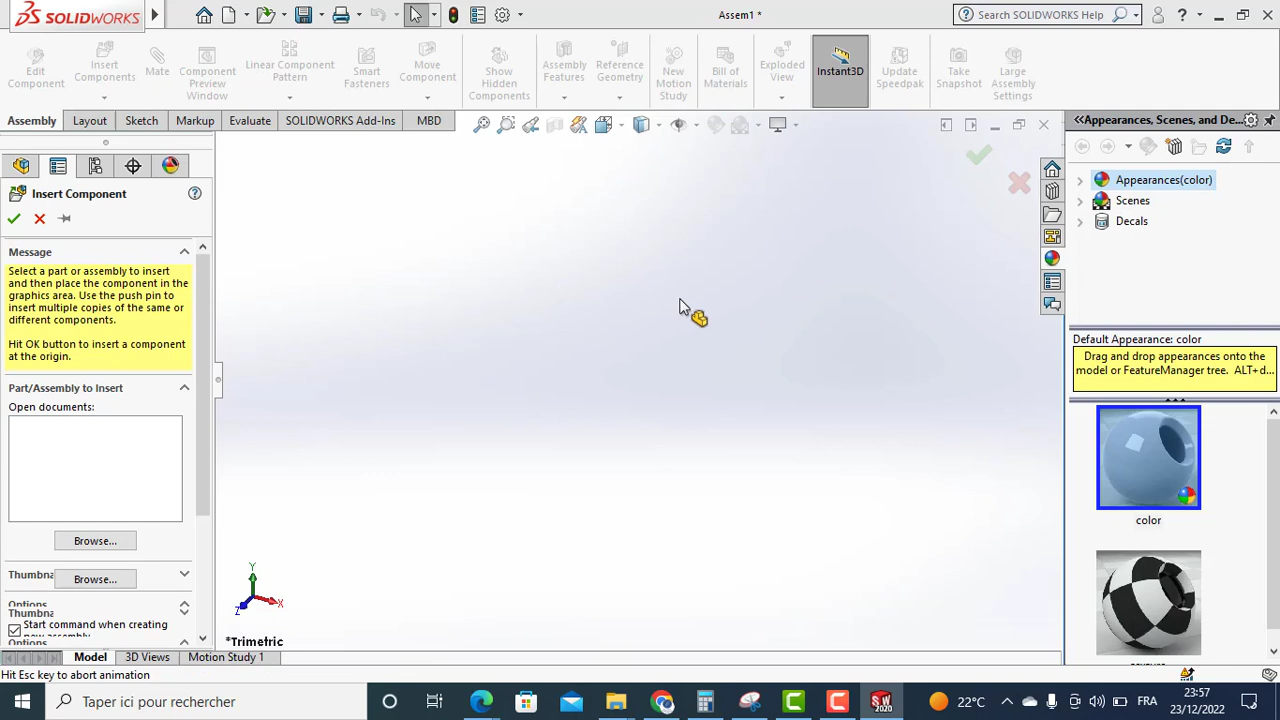 SOLIDWORKS
Assem1 *
Search SOLIDWORKS Help
Edit Component
Insert Components
Mate
Component Preview Window
Linear Component Pattern
Smart Fasteners
Move Component
Show Hidden Components
Assembly Features
Reference Geometry
New Motion Study
Bill of Materials
Exploded View
Instant3D
Update Speedpak
Take Snapshot
Large Assembly Settings
Assembly
Layout
Sketch
Markup
Evaluate
SOLIDWORKS Add-Ins
MBD
Insert Component
Message
Select a part or assembly to insert
and then place the component in the
graphics area. Use the push pin to
insert multiple copies of the same or
different components.
Hit OK button to insert a component
at the origin.
Part/Assembly to Insert
Open documents:
Browse...
Thumbna
Browse...
Options
Thumbna
Start command when creating
new assembly
Options
Y
X
Z
*Trimetric
Appearances, Scenes, and De...
Appearances(color)
Scenes
Decals
Default Appearance: color
Drag and drop appearances onto the
model or FeatureManager tree. ALT+d...
color
Model
3D Views
Motion Study 1
Hit Esc key to abort animation
Taper ici pour rechercher
SW
2020
22°C
FRA
23:57
23/12/2022